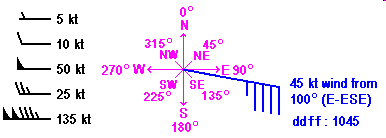 5 kt
10 kt
50 kt
25 kt
135 kt
0°
N
315° 45°
NW NE
270° W E 90°
SW SE
225° 135°
S
180°
45 kt wind from
100° (E-ESE)
ddff: 1045